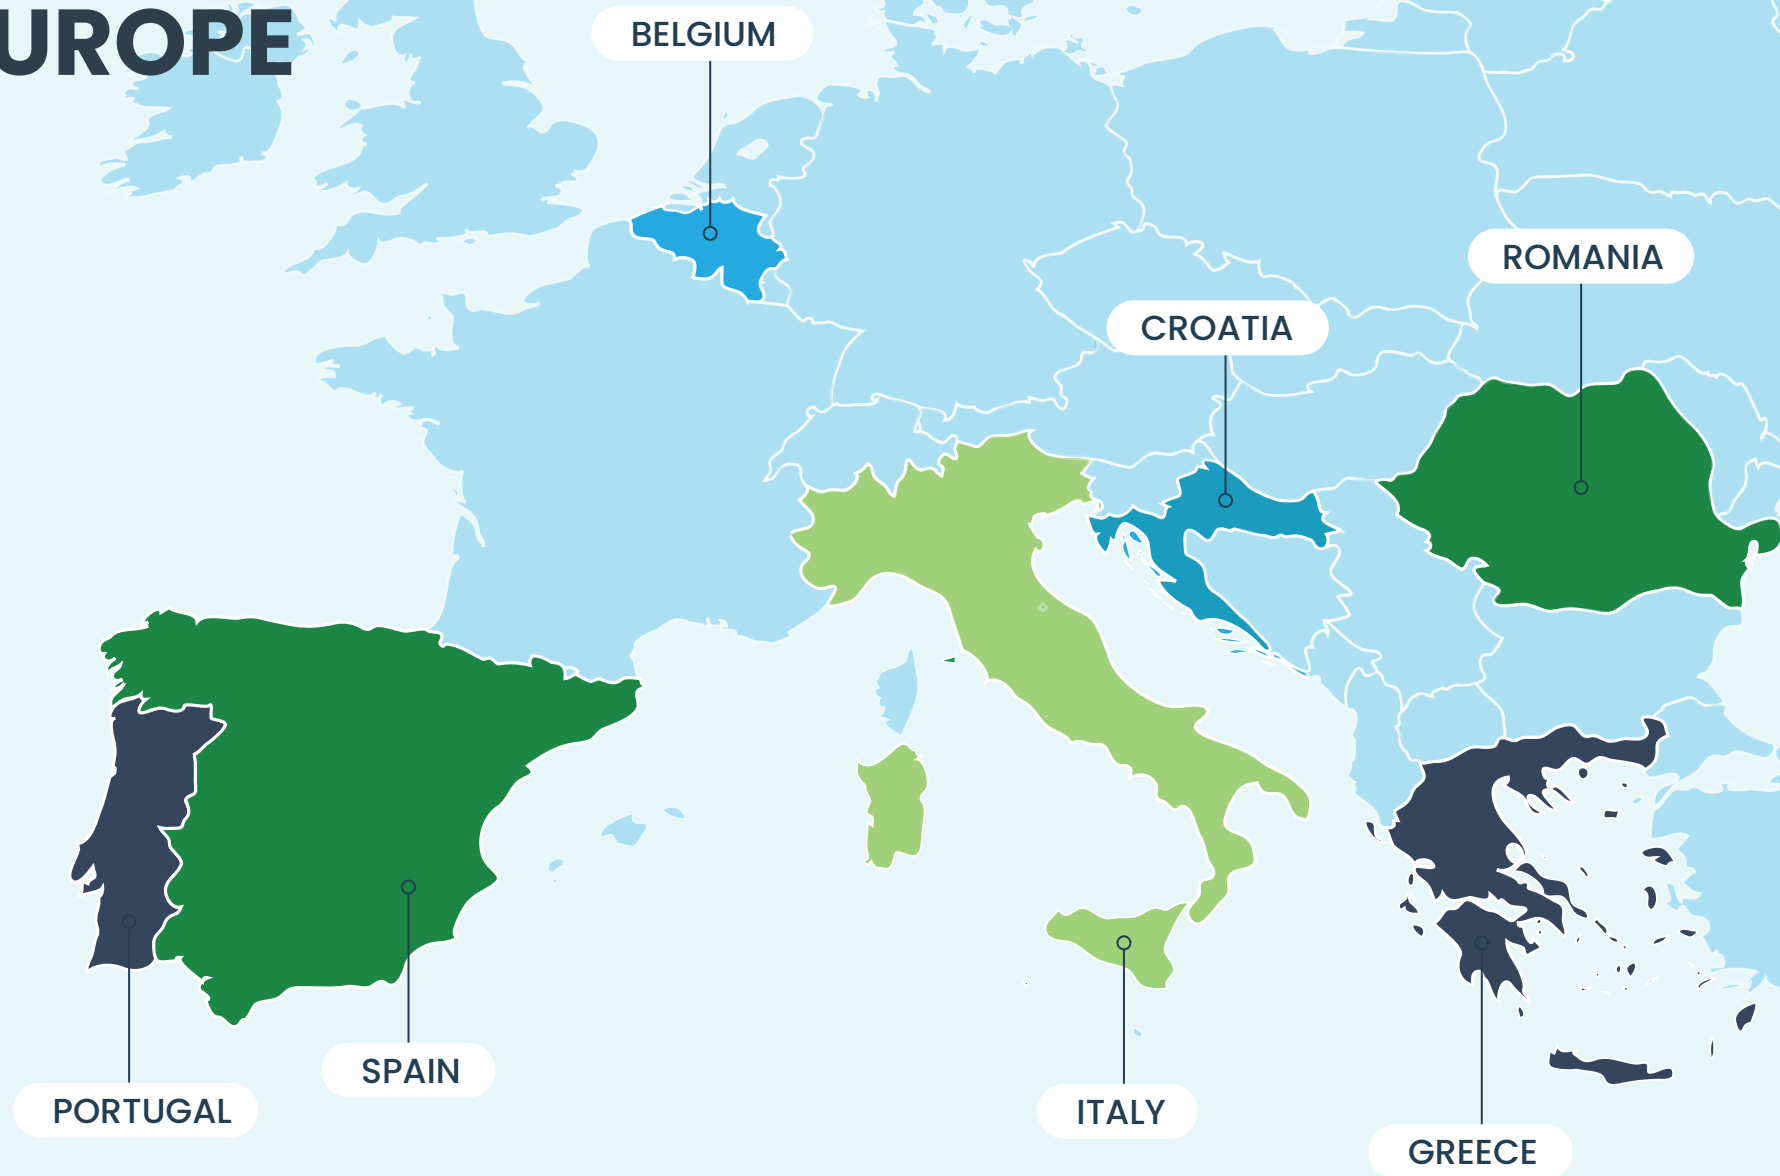 UROPE
BELGIUM
ROMANIA
CROATIA
SPAIN
PORTUGAL
ITALY
GREECE